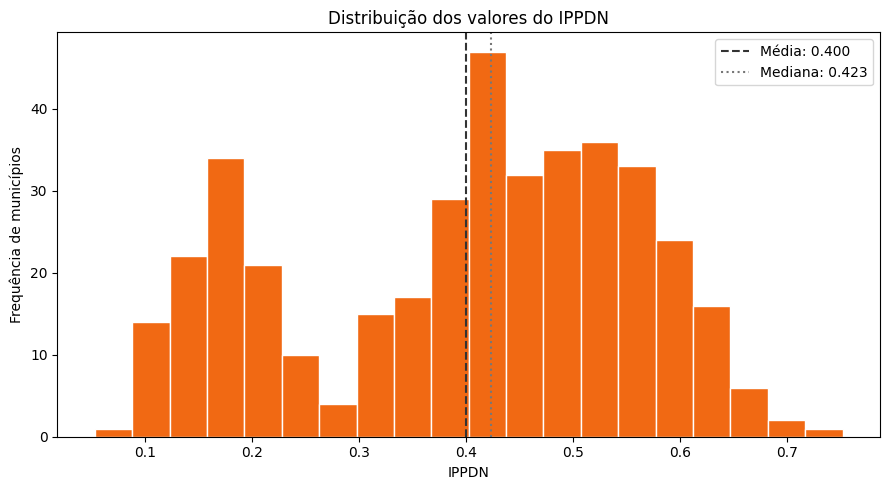 Distribuição dos valores do IPPDN
Média: 0.400
Mediana: 0.423
Frequência de municípios
40
30
20
10
0
0.1 0.2 0.3 0.4 0.5 0.6 0.7
IPPDN